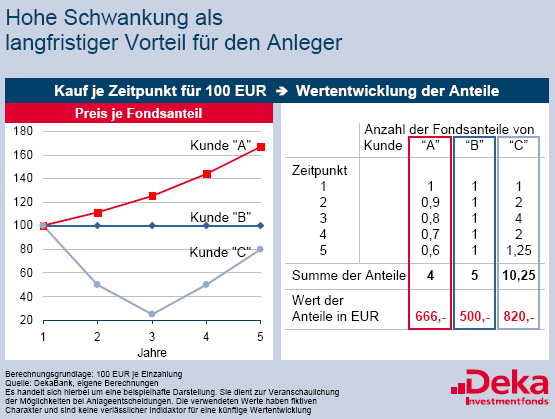 Hohe Schwankung als
langfristiger Vorteil für den Anleger
Kauf je Zeitpunkt für 100 EUR ➔ Wertentwicklung der Anteile
Preis je Fondsanteil
180
160
140
120
100
80
60
40
20
Kunde "A"
Kunde "B"
Kunde "C"
1 2 3 4 5
Jahre
Anzahl der Fondsanteile von
Kunde "A" "B" "C"
Zeitpunkt
1 1 1 1
2 0,9 1 2
3 0,8 1 4
4 0,7 1 2
5 0,6 1 1,25
Summe der Anteile 4 5 10,25
Wert der
Anteile in EUR 666,- 500,- 820,-
Berechnungsgrundlage: 100 EUR je Einzahlung
Quelle: DekaBank, eigene Berechnungen
Es handelt sich hierbei um eine beispielhafte Darstellung. Sie dient zur Veranschaulichung
der Möglichkeiten bei Anlageentscheidungen. Die verwendeten Werte haben fiktiven
Charakter und sind keine verlässlicher Indidaktor für eine künftige Wertentwicklung
Deka
Investmentfonds